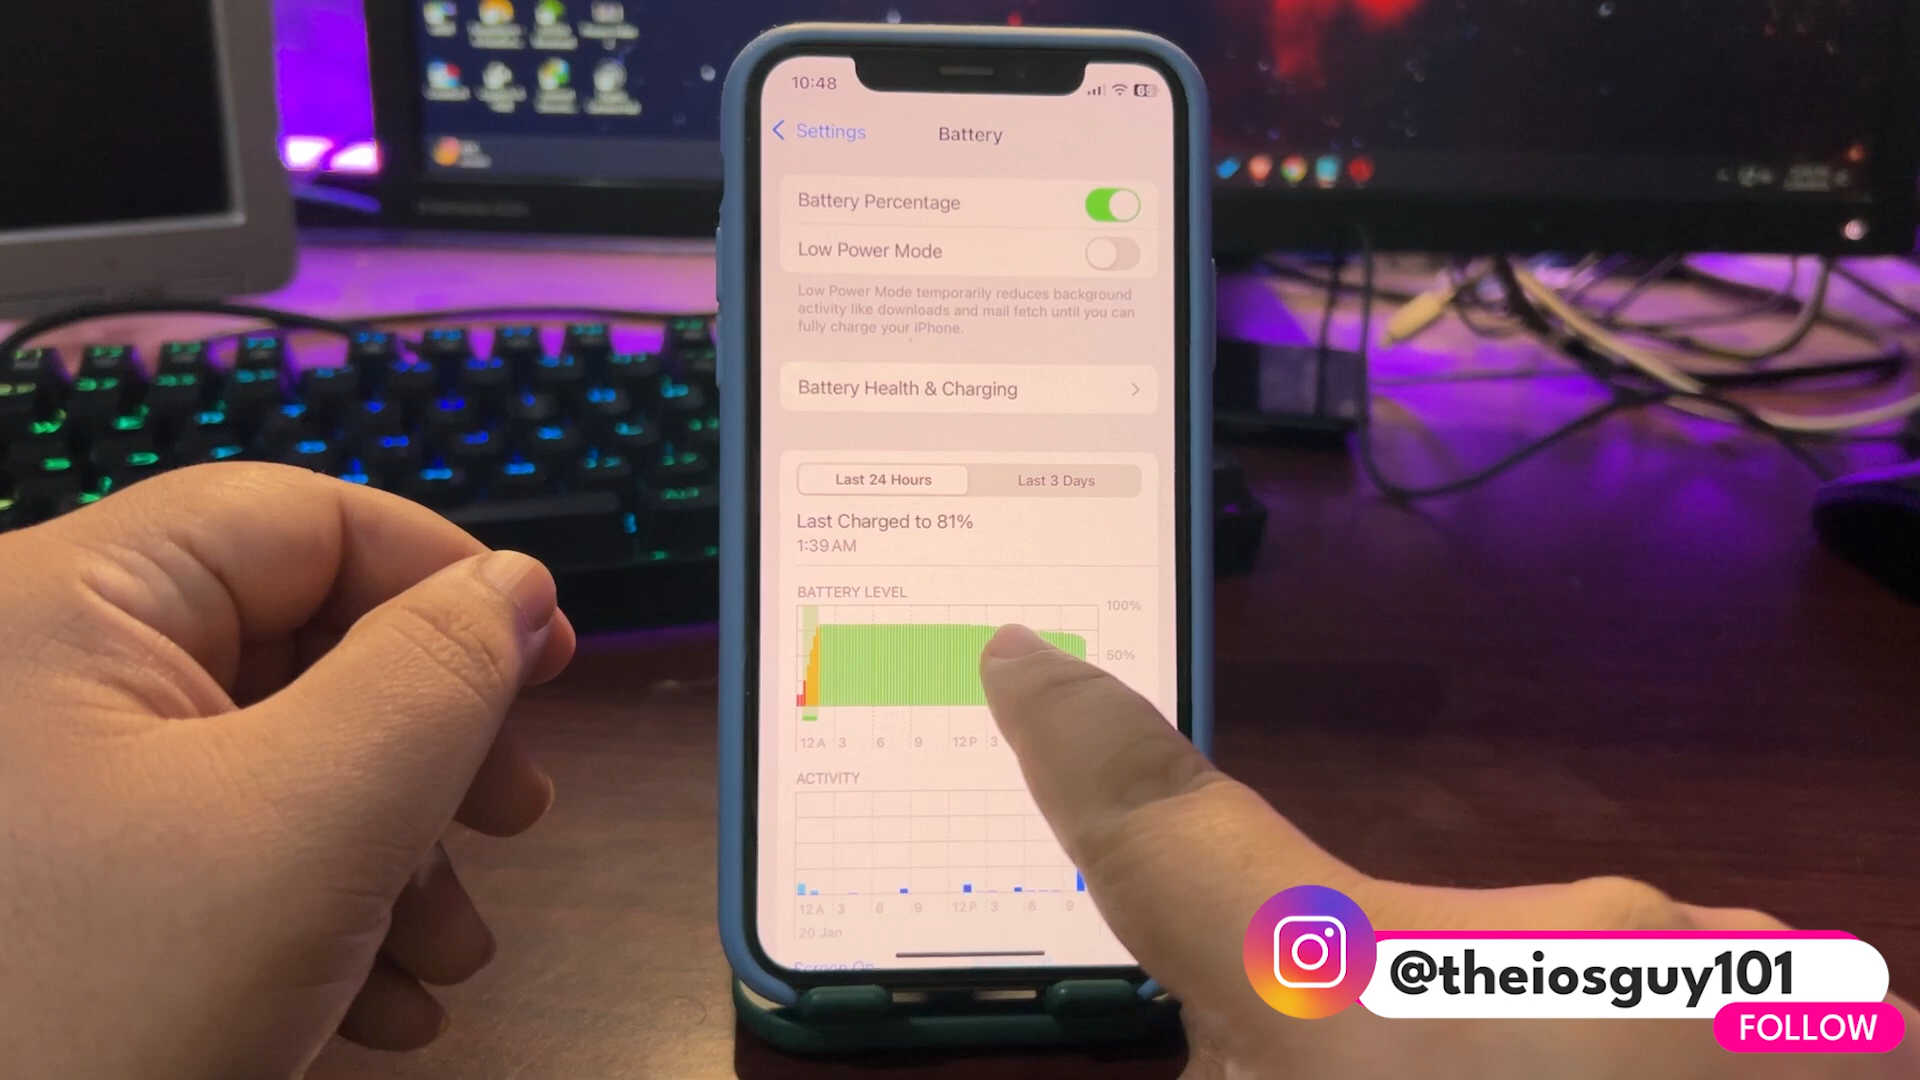 10:48
Settings
Battery
Battery Percentage
Low Power Mode
Low Power Mode temporarily reduces background
activity like downloads and mail fetch until you can
fully charge your iPhone.
Battery Health & Charging
Last 24 Hours
Last 3 Days
Last Charged to 81%
1:39 AM
BATTERY LEVEL
100%
50%
12 A 3 6 9 12 P 3
ACTIVITY
12 A 3 6 9 12 P 3 6 9
20 Jan
Screen On
@theiosguy101
FOLLOW